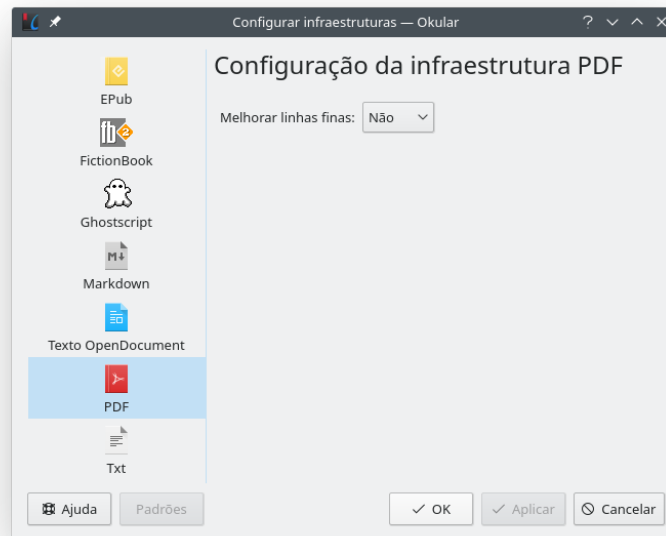 Configurar infraestruturas — Okular
EPub
FictionBook
Ghostscript
Markdown
Texto OpenDocument
PDF
Txt
Configuração da infraestrutura PDF
Melhorar linhas finas: Não
Ajuda
Padrões
OK
Aplicar
Cancelar